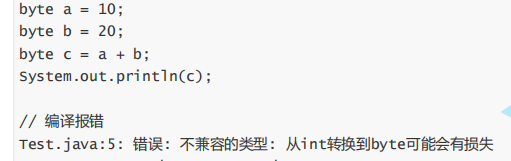 byte a = 10;
byte b = 20;
byte c = a + b;
System.out.println(c);
// 编译报错
Test.java:5: 错误: 不兼容的类型: 从int转换到byte可能会有损失